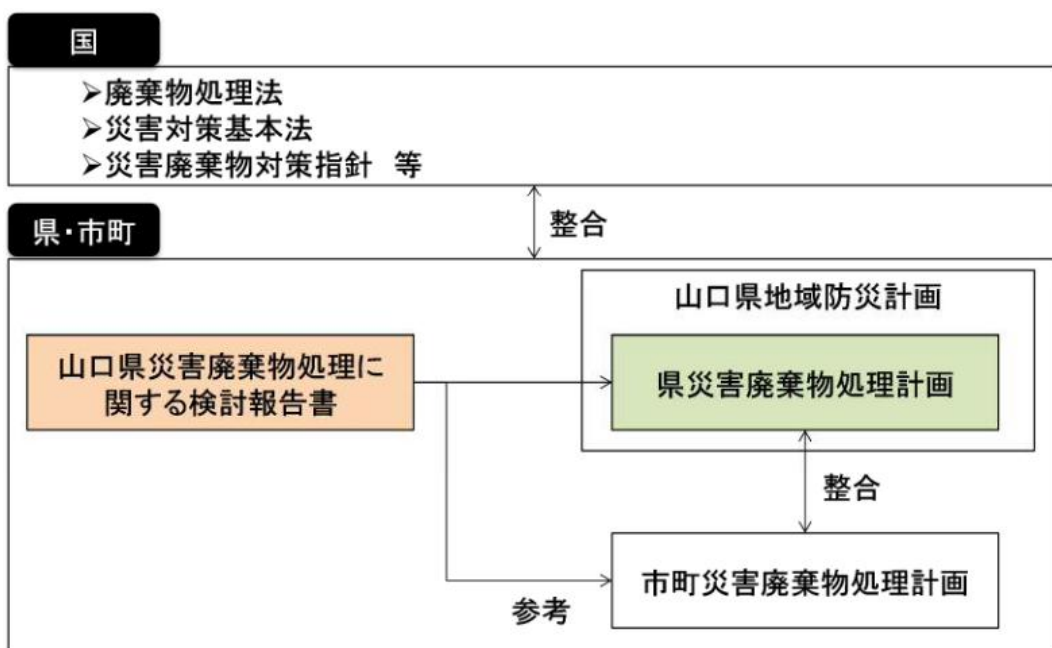 国
➢廃棄物処理法
➢災害対策基本法
➢災害廃棄物対策指針 等
整合
県・市町
山口県地域防災計画
山口県災害廃棄物処理に
関する検討報告書
県災害廃棄物処理計画
整合
市町災害廃棄物処理計画
参考